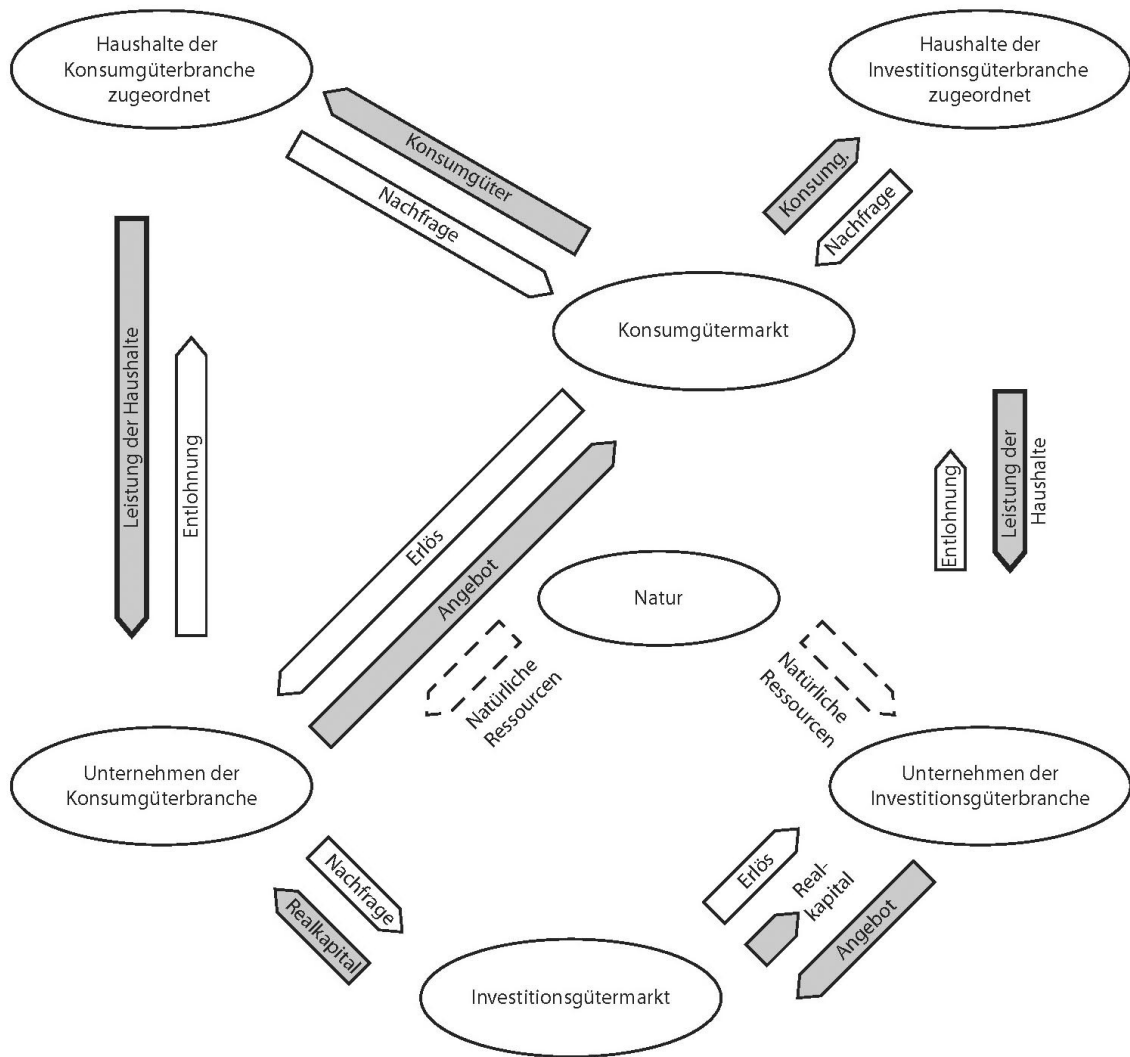 Haushalte der
Konsumgüterbranche
zugeordnet
Haushalte der
Investitionsgüterbranche
zugeordnet
Konsumgüter
Nachfrage
Konsumg.
Nachfrage
Konsumgütermarkt
Leistung der Haushalte
Entlohnung
Erlös
Angebot
Entlohnung
Leistung der
Haushalte
Natur
Natürliche
Ressourcen
Natürliche
Ressourcen
Unternehmen der
Konsumgüterbranche
Unternehmen der
Investitionsgüterbranche
Nachfrage
Realkapital
Erlös
Real-
kapital
Angebot
Investitionsgütermarkt